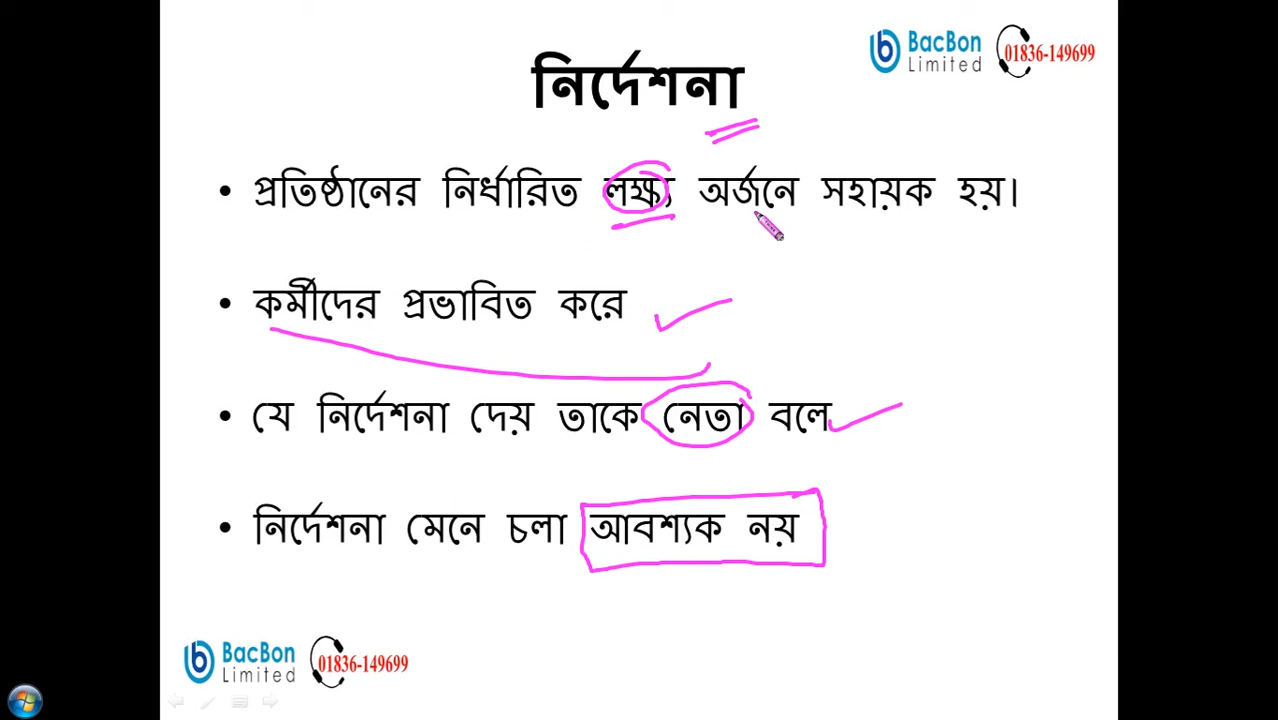 BacBon
Limited
01836-149699
নির্দেশনা
• প্রতিষ্ঠানের নির্ধারিত লক্ষ্য অর্জনে সহায়ক হয়।
• কর্মীদের প্রভাবিত করে
• যে নির্দেশনা দেয় তাকে নেতা বলে
• নির্দেশনা মেনে চলা আবশ্যক নয়
BacBon
Limited
01836-149699